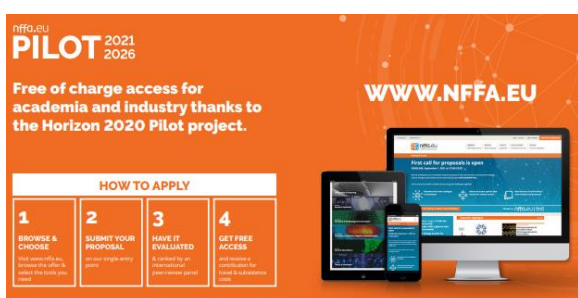 nffa.eu
PILOT 2021
2026
Free of charge access for
academia and industry thanks to
the Horizon 2020 Pilot project.
WWW.NFFA.EU
HOW TO APPLY
1
BROWSE &
CHOOSE
Visit www.nffa.eu,
browse the offer &
select the tools you
need
2
SUBMIT YOUR
PROPOSAL
on our single entry
point
3
HAVE IT
EVALUATED
& ranked by an
international
peer-review panel
4
GET FREE
ACCESS
and receive a
contribution for
travel & subsistence
costs
nffa.eu
First call for proposals is open